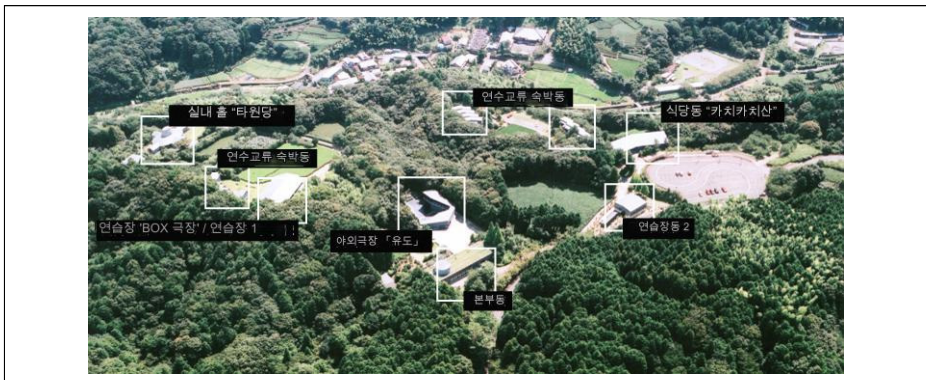 연수교류 숙박동
실내 홀 “타원당”
식당동 “카치카치산”
연수교류 숙박동
연습장 'BOX 극장' / 연습장 1
야외극장 「유도」
연습장동 2
본부동